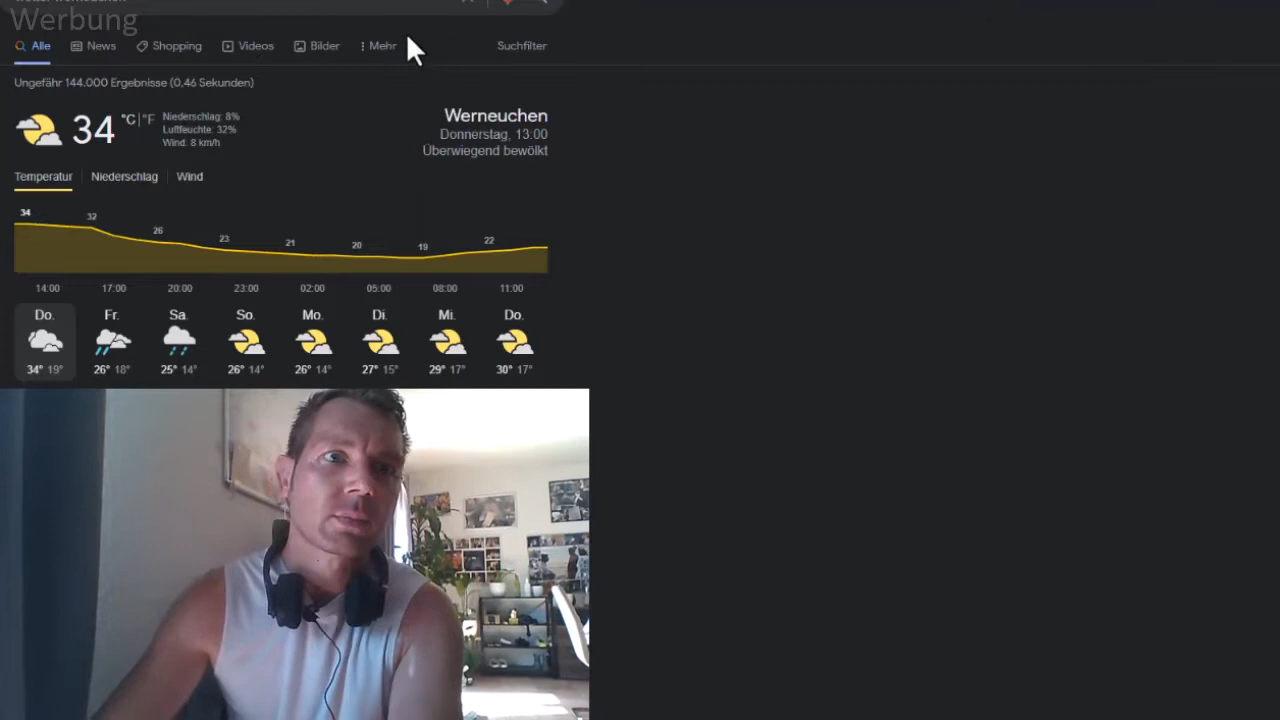 Werbung
Alle News Shopping Videos Bilder Mehr Suchfilter
Ungefähr 144.000 Ergebnisse (0,46 Sekunden)
34 °C | °F
Niederschlag: 8%
Luftfeuchte: 32%
Wind: 8 km/h
Werneuchen
Donnerstag, 13:00
Überwiegend bewölkt
Temperatur | Niederschlag | Wind
34 32 26 23 21 20 19 22
14:00 17:00 20:00 23:00 02:00 05:00 08:00 11:00
Do. Fr. Sa. So. Mo. Di. Mi. Do.
34° 19° 26° 18° 25° 14° 26° 14° 26° 14° 27° 15° 29° 17° 30° 17°